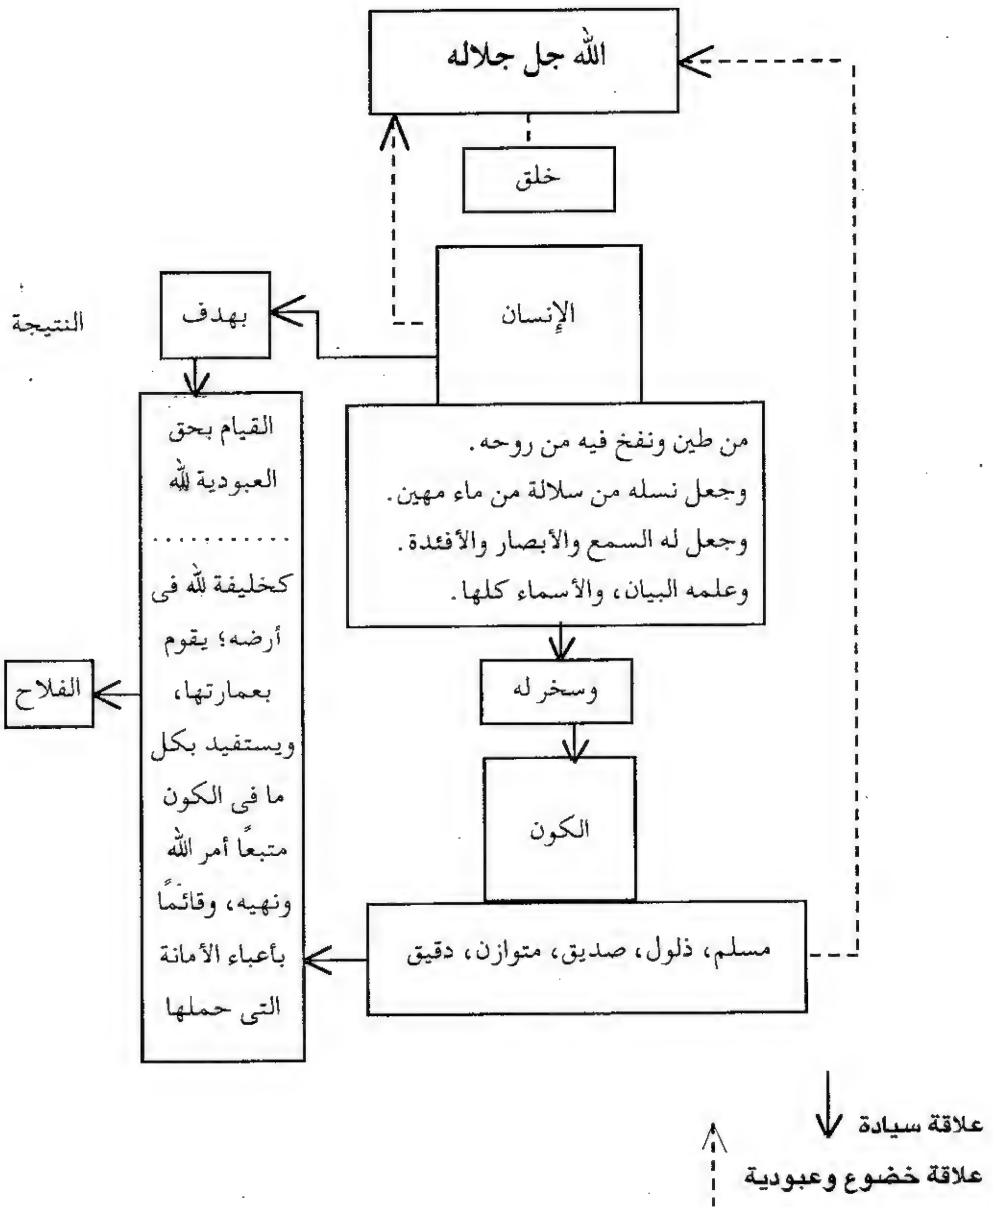 الله جل جلاله
خلق
الإنسان
بهدف
النتيجة
من طين ونفخ فيه من روحه.
وجعل نسله من سلالة من ماء مهين.
وجعل له السمع والأبصار والأفئدة.
وعلمه البيان، والأسماء كلها.
القيام بحق
العبودية لله
..........
كخليفة لله فى
أرضه؛ يقوم
بعمارتها،
ويستفيد بكل
ما فى الكون
متبعًا أمر الله
ونهيه، وقائمًا
بأعباء الأمانة
التى حملها
وسخر له
الفلاح
الكون
مسلم، ذلول، صديق، متوازن، دقيق
علاقة سيادة
علاقة خضوع وعبودية